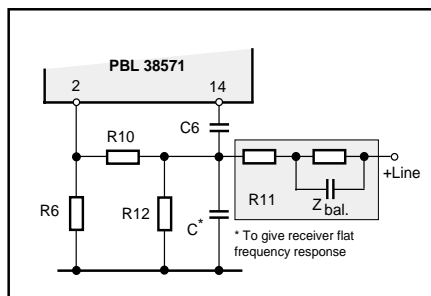 PBL 38571
2
14
C6
R10
+Line
R6
R12
C*
R11
Z bal.
* To give receiver flat
frequency response